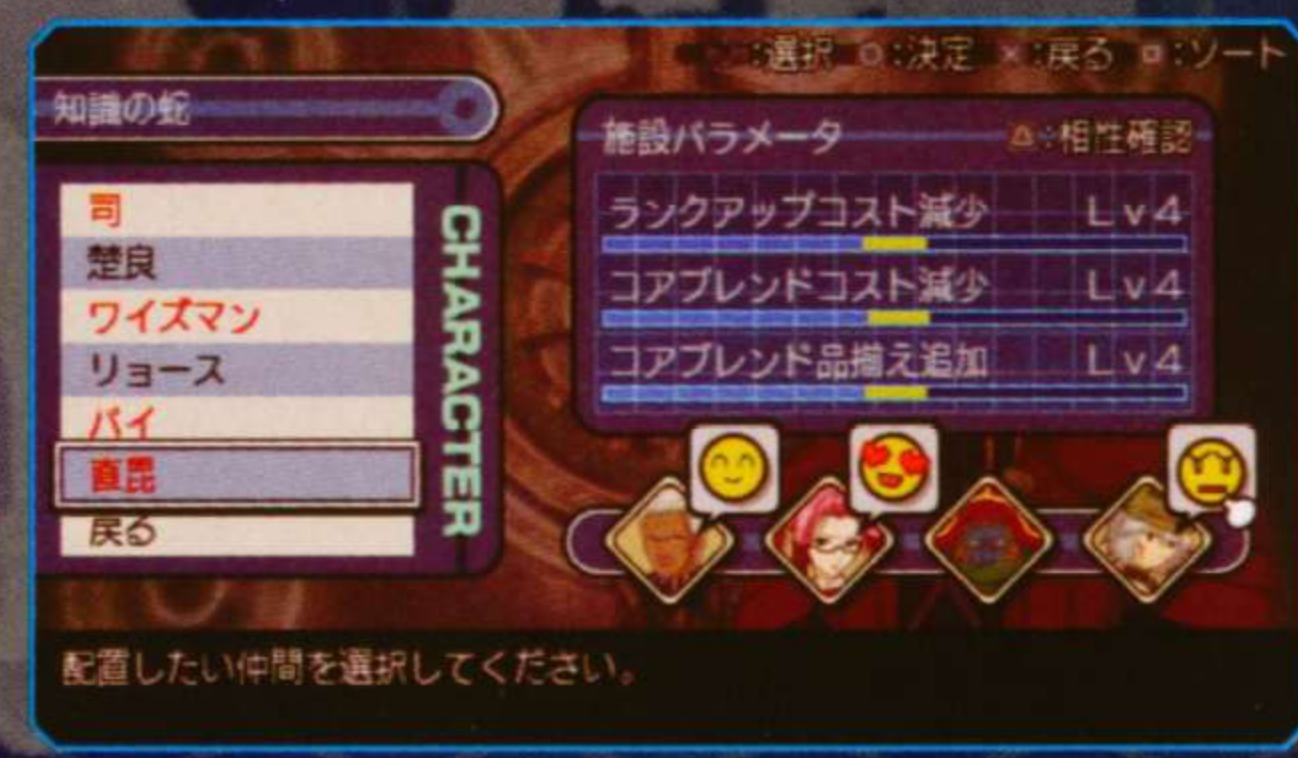 :選択 ○:決定 ×:戻る □:ソート
知識の蛇
施設パラメータ △:相性確認
ランクアップコスト減少 Lv4
コアブレンドコスト減少 Lv4
コアブレンド品揃え追加 Lv4
司
楚良
ワイズマン
リョース
バイ
直毘
戻る
CHARACTER
配置したい仲間を選択してください。